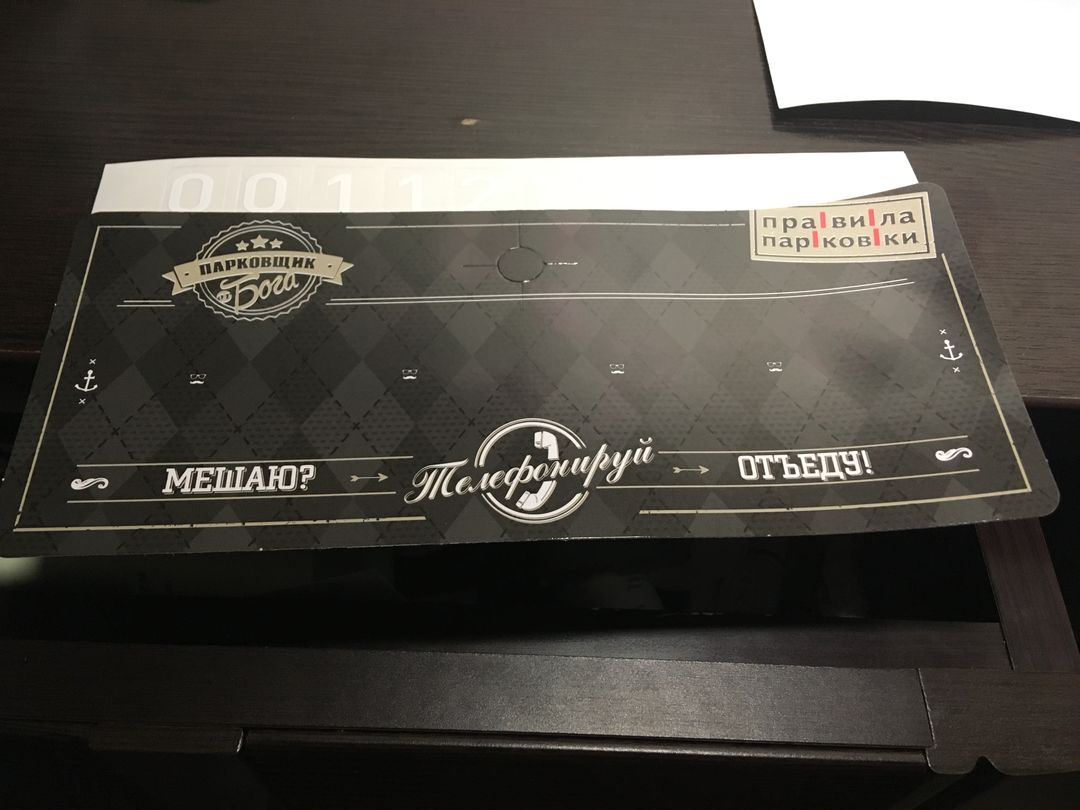 00112
ПАРКОВЩИК
от Бога
правила
парковки
МЕШАЮ?
Телефонируй
ОТЪЕДУ!